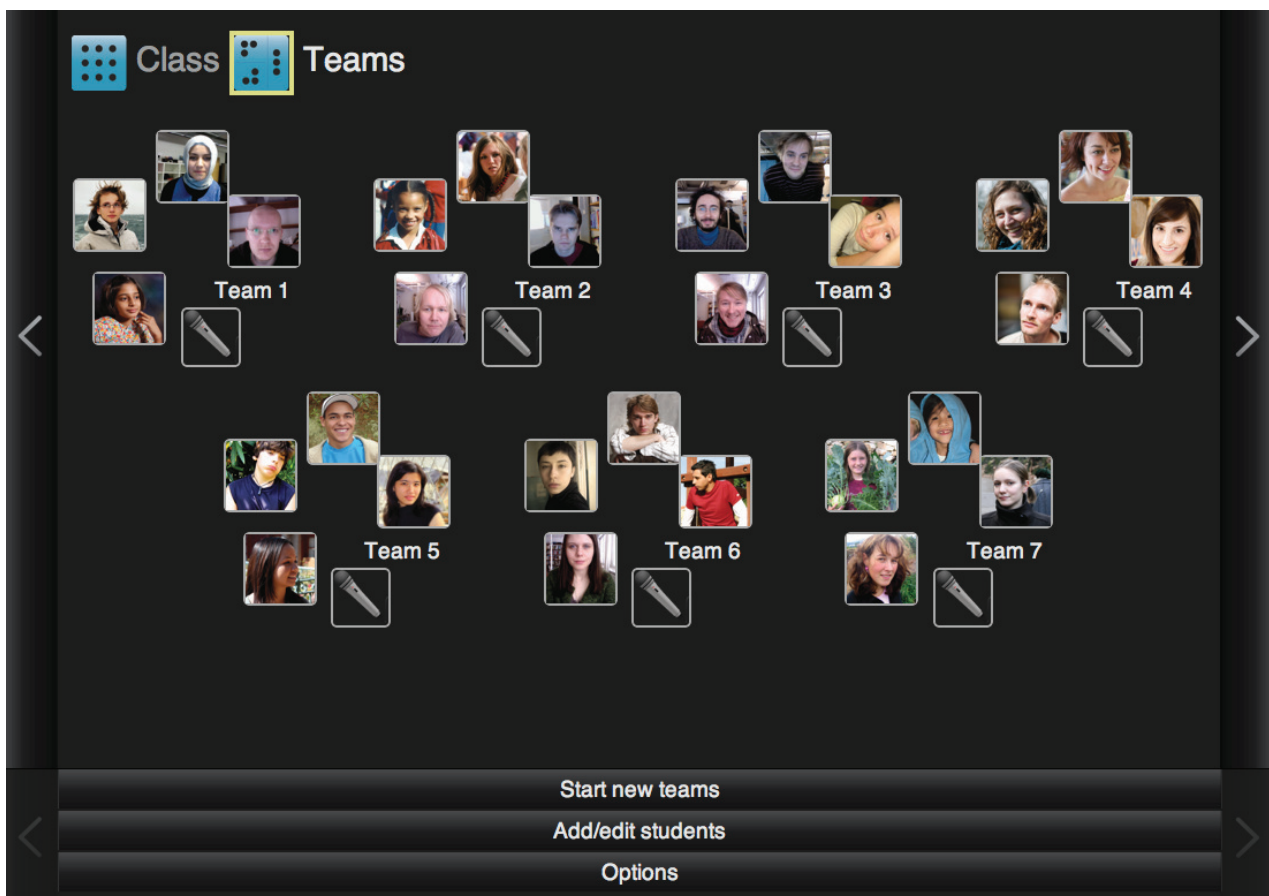 Class Teams
Team 1 Team 2 Team 3 Team 4
Team 5 Team 6 Team 7
Start new teams
Add/edit students
Options